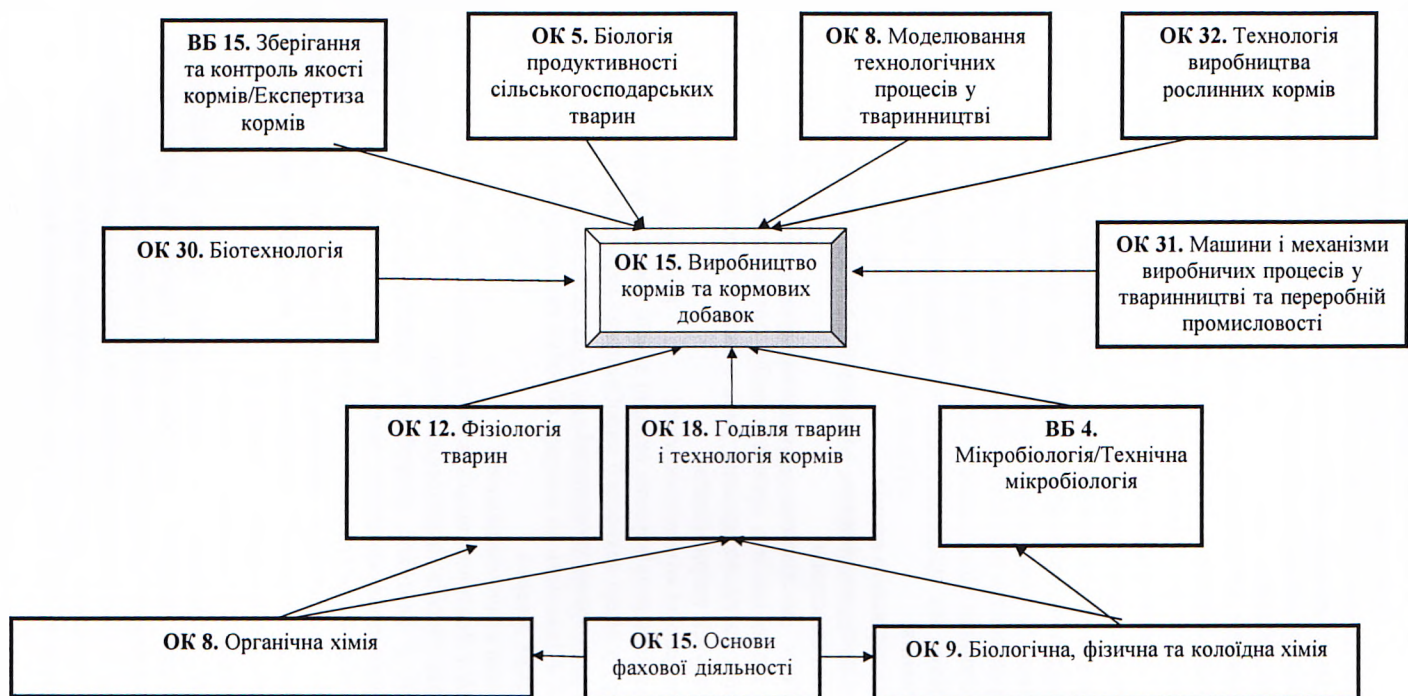 ВБ 15. Зберігання
та контроль якості
кормів/Експертиза
кормів
ОК 5. Біологія
продуктивності
сільськогосподарських
тварин
ОК 8. Моделювання
технологічних
процесів у
тваринництві
ОК 32. Технологія
виробництва
рослинних кормів
ОК 30. Біотехнологія
ОК 15. Виробництво
кормів та кормових
добавок
ОК 31. Машини і механізми
виробничих процесів у
тваринництві та переробній
промисловості
ОК 12. Фізіологія
тварин
ОК 18. Годівля тварин
і технологія кормів
ВБ 4.
Мікробіологія/Технічна
мікробіологія
ОК 8. Органічна хімія
ОК 15. Основи
фахової діяльності
ОК 9. Біологічна, фізична та колоїдна хімія